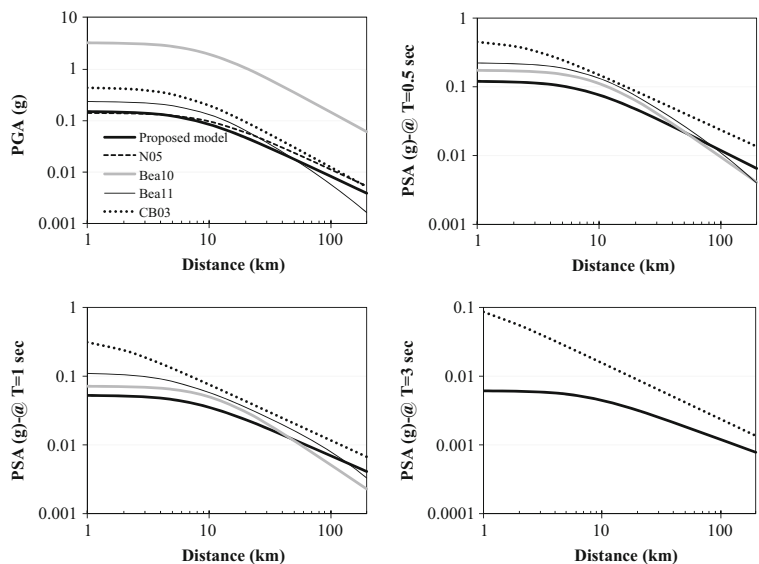 PGA (g)
10
1
0.1
0.01
0.001
Proposed model
N05
Bea10
Bea11
CB03
1
10
100
Distance (km)
PSA (g)-@ T=0.5 sec
1
0.1
0.01
0.001
1
10
100
Distance (km)
PSA (g)-@ T=1 sec
1
0.1
0.01
0.001
1
10
100
Distance (km)
PSA (g)-@ T=3 sec
0.1
0.01
0.001
0.0001
1
10
100
Distance (km)